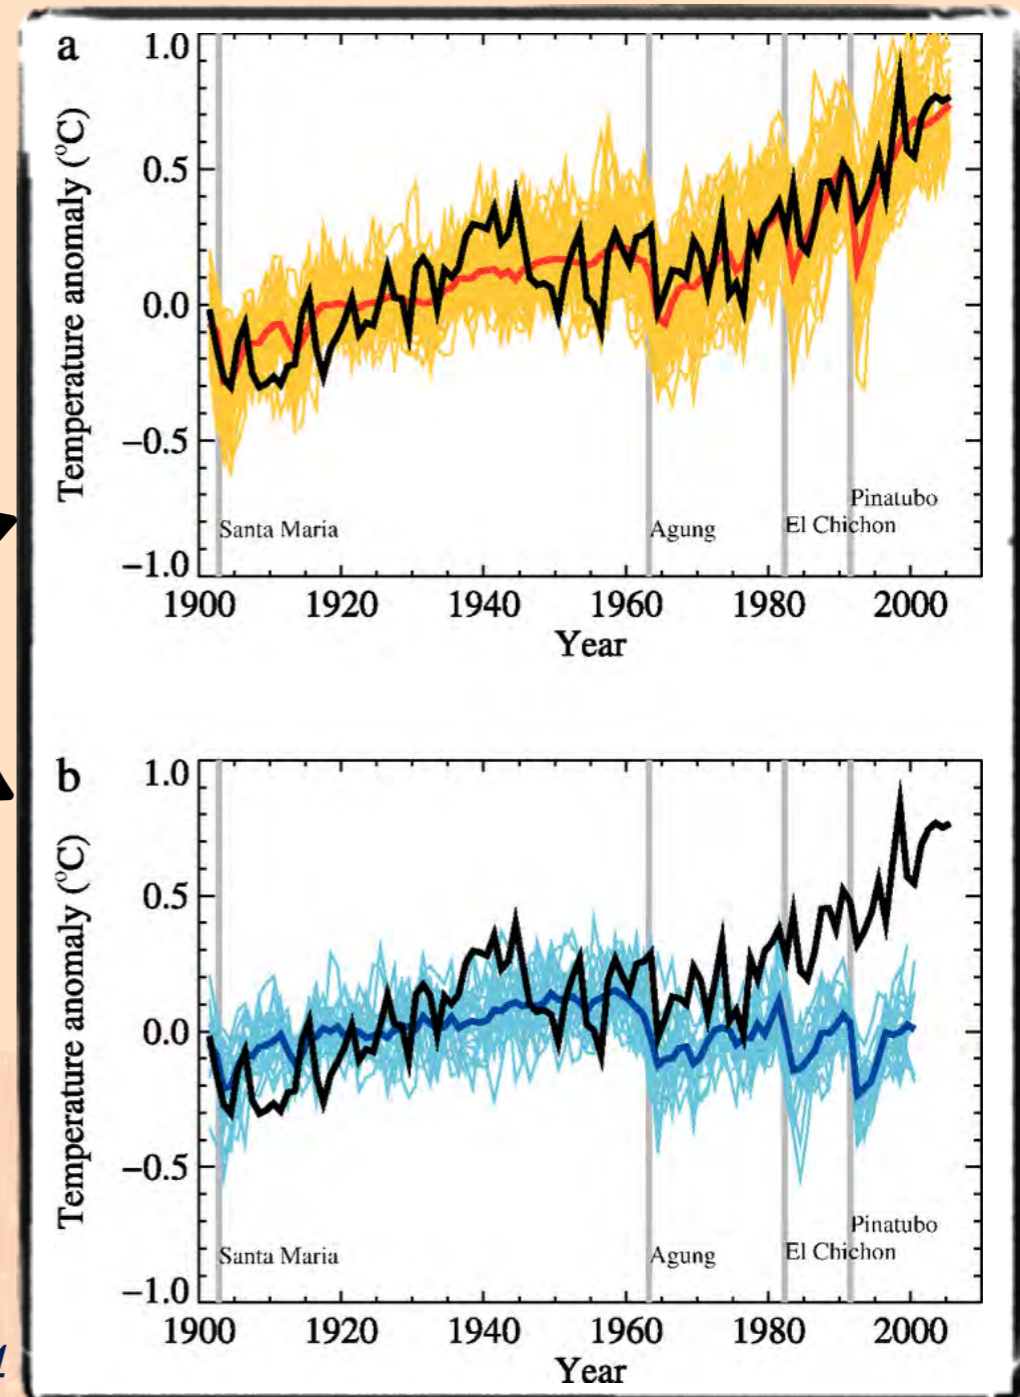 a
Temperature anomaly (°C)
1.0
0.5
0.0
−0.5
−1.0
Santa Maria
Agung
El Chichon
Pinatubo
1900 1920 1940 1960 1980 2000
Year
b
Temperature anomaly (°C)
1.0
0.5
0.0
−0.5
−1.0
Santa Maria
Agung
El Chichon
Pinatubo
1900 1920 1940 1960 1980 2000
Year